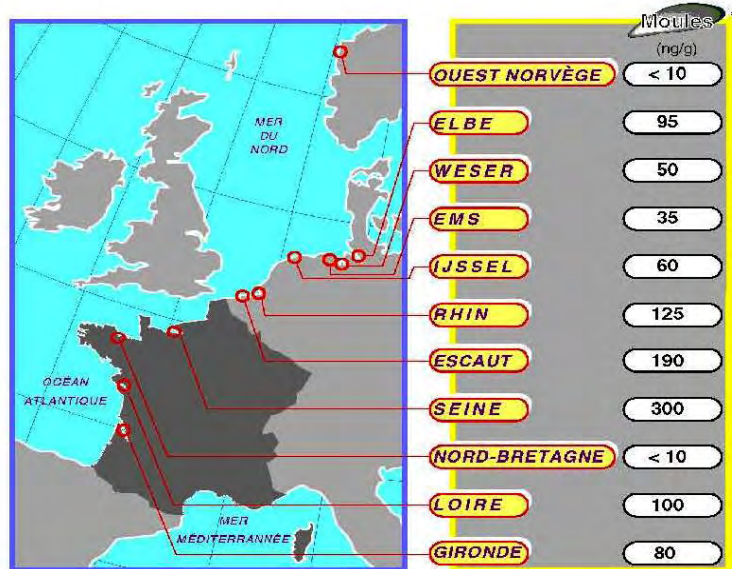 Moules
(ng/g)
OUEST NORVÈGE < 10
ELBE 95
WESER 50
EMS 35
IJSSEL 60
RHIN 125
ESCAUT 190
SEINE 300
NORD-BRETAGNE < 10
LOIRE 100
GIRONDE 80
MER
DU
NORD
OCÉAN
ATLANTIQUE
MER
MÉDITERRANNÉE